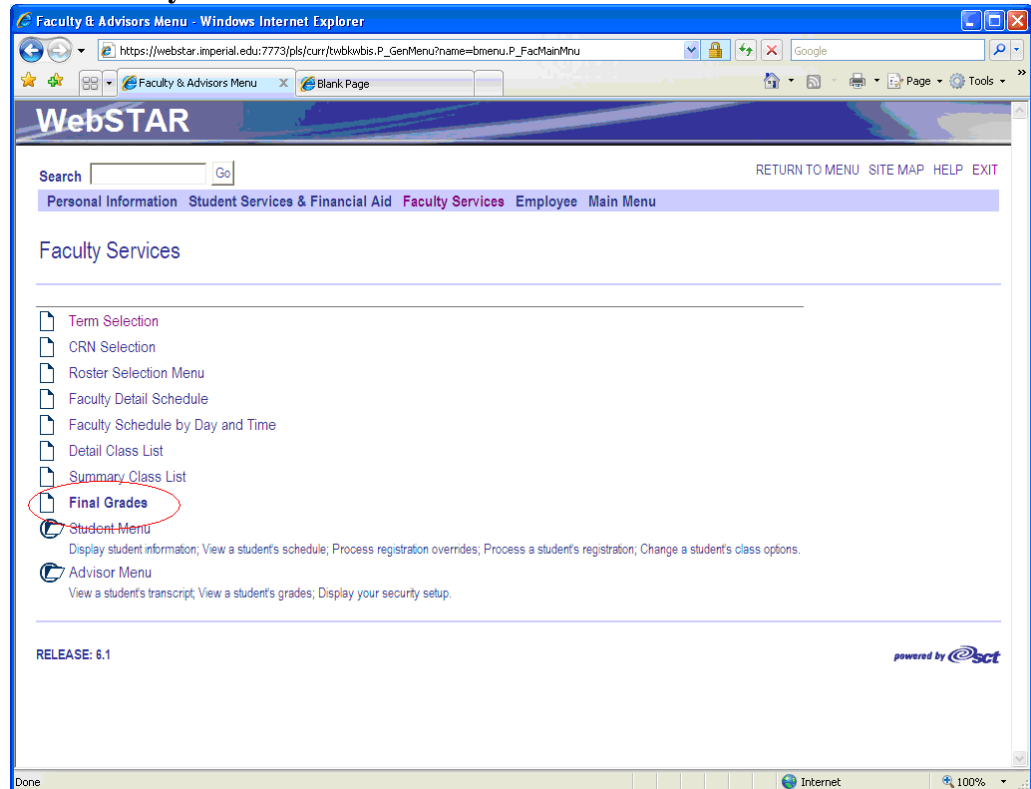 Faculty & Advisors Menu - Windows Internet Explorer
https://webstar.imperial.edu:7773/pls/curr/twbkwbis.P_GenMenu?name=bmenu.P_FacMainMnu
Google
Faculty & Advisors Menu X Blank Page
Page Tools »
WebSTAR
Search Go RETURN TO MENU SITE MAP HELP EXIT
Personal Information Student Services & Financial Aid Faculty Services Employee Main Menu
Faculty Services
Term Selection
CRN Selection
Roster Selection Menu
Faculty Detail Schedule
Faculty Schedule by Day and Time
Detail Class List
Summary Class List
Final Grades
Student Menu
Display student information; View a student's schedule; Process registration overrides; Process a student's registration; Change a student's class options.
Advisor Menu
View a student's transcript; View a student's grades; Display your security setup.
RELEASE: 6.1 powered by sct
Done Internet 100%